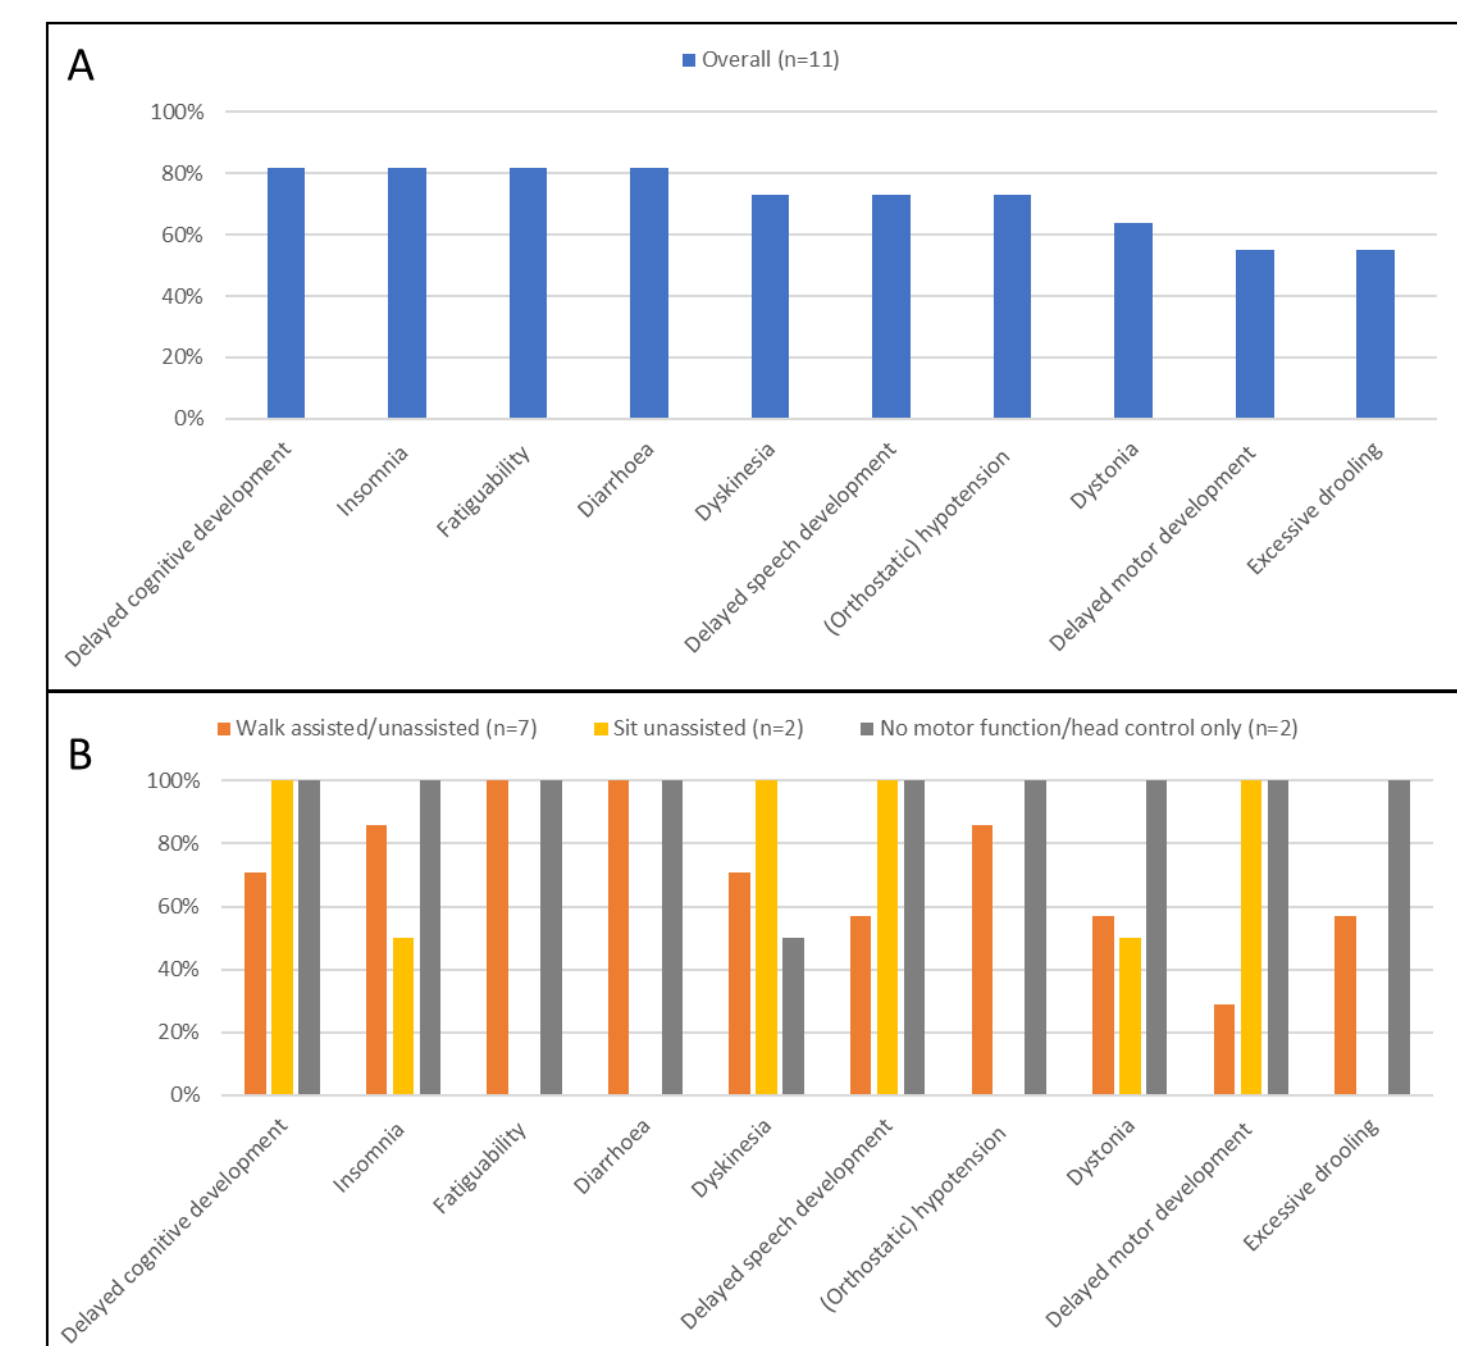 A
Overall (n=11)
100%
80%
60%
40%
20%
0%
Delayed cognitive development
Insomnia
Fatiguability
Diarrhoea
Dyskinesia
Delayed speech development
(Orthostatic) hypotension
Dystonia
Delayed motor development
Excessive drooling
B
Walk assisted/unassisted (n=7) Sit unassisted (n=2) No motor function/head control only (n=2)
100%
80%
60%
40%
20%
0%
Delayed cognitive development
Insomnia
Fatiguability
Diarrhoea
Dyskinesia
Delayed speech development
(Orthostatic) hypotension
Dystonia
Delayed motor development
Excessive drooling